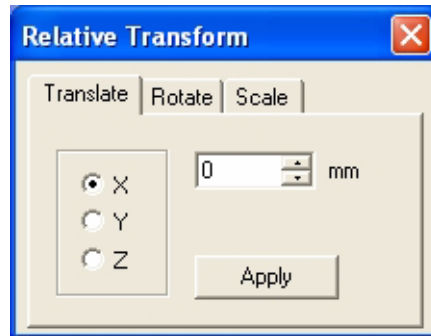 Relative Transform
Translate Rotate Scale
X 0 mm
Y
Z
Apply